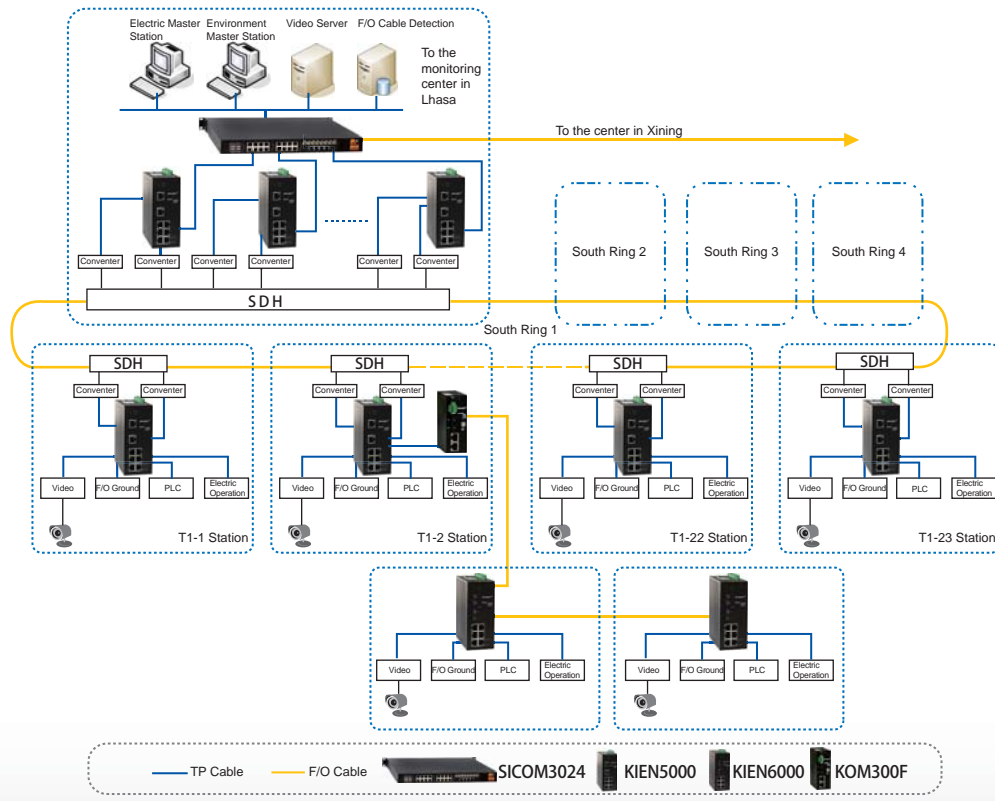 Electric Master
Station
Environment
Master Station
Video Server
F/O Cable Detection
To the
monitoring
center in
Lhasa
To the center in Xining
Conventer
Conventer
Conventer
Conventer
Conventer
Conventer
SDH
South Ring 2
South Ring 3
South Ring 4
South Ring 1
SDH
SDH
SDH
SDH
Conventer
Conventer
Conventer
Conventer
Conventer
Conventer
Conventer
Conventer
Video
F/O Ground
PLC
Electric
Operation
Video
F/O Ground
PLC
Electric
Operation
Video
F/O Ground
PLC
Electric
Operation
Video
F/O Ground
PLC
Electric
Operation
T1-1 Station
T1-2 Station
T1-22 Station
T1-23 Station
Video
F/O Ground
PLC
Electric
Operation
Video
F/O Ground
PLC
Electric
Operation
TP Cable
F/O Cable
SICOM3024
KIEN5000
KIEN6000
KOM300F